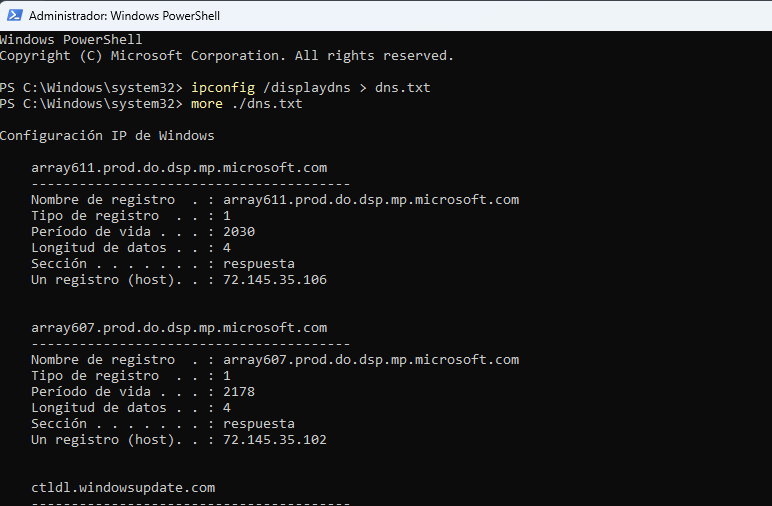 Administrador: Windows PowerShell
Windows PowerShell
Copyright (C) Microsoft Corporation. All rights reserved.
PS C:\Windows\system32> ipconfig /displaydns > dns.txt
PS C:\Windows\system32> more ./dns.txt
Configuración IP de Windows
array611.prod.do.dsp.mp.microsoft.com
----------------------------------------
Nombre de registro  . : array611.prod.do.dsp.mp.microsoft.com
Tipo de registro  . . : 1
Período de vida . . . : 2030
Longitud de datos . . : 4
Sección . . . . . . . : respuesta
Un registro (host). . : 72.145.35.106
array607.prod.do.dsp.mp.microsoft.com
----------------------------------------
Nombre de registro  . : array607.prod.do.dsp.mp.microsoft.com
Tipo de registro  . . : 1
Período de vida . . . : 2178
Longitud de datos . . : 4
Sección . . . . . . . : respuesta
Un registro (host). . : 72.145.35.102
ctldl.windowsupdate.com
----------------------------------------